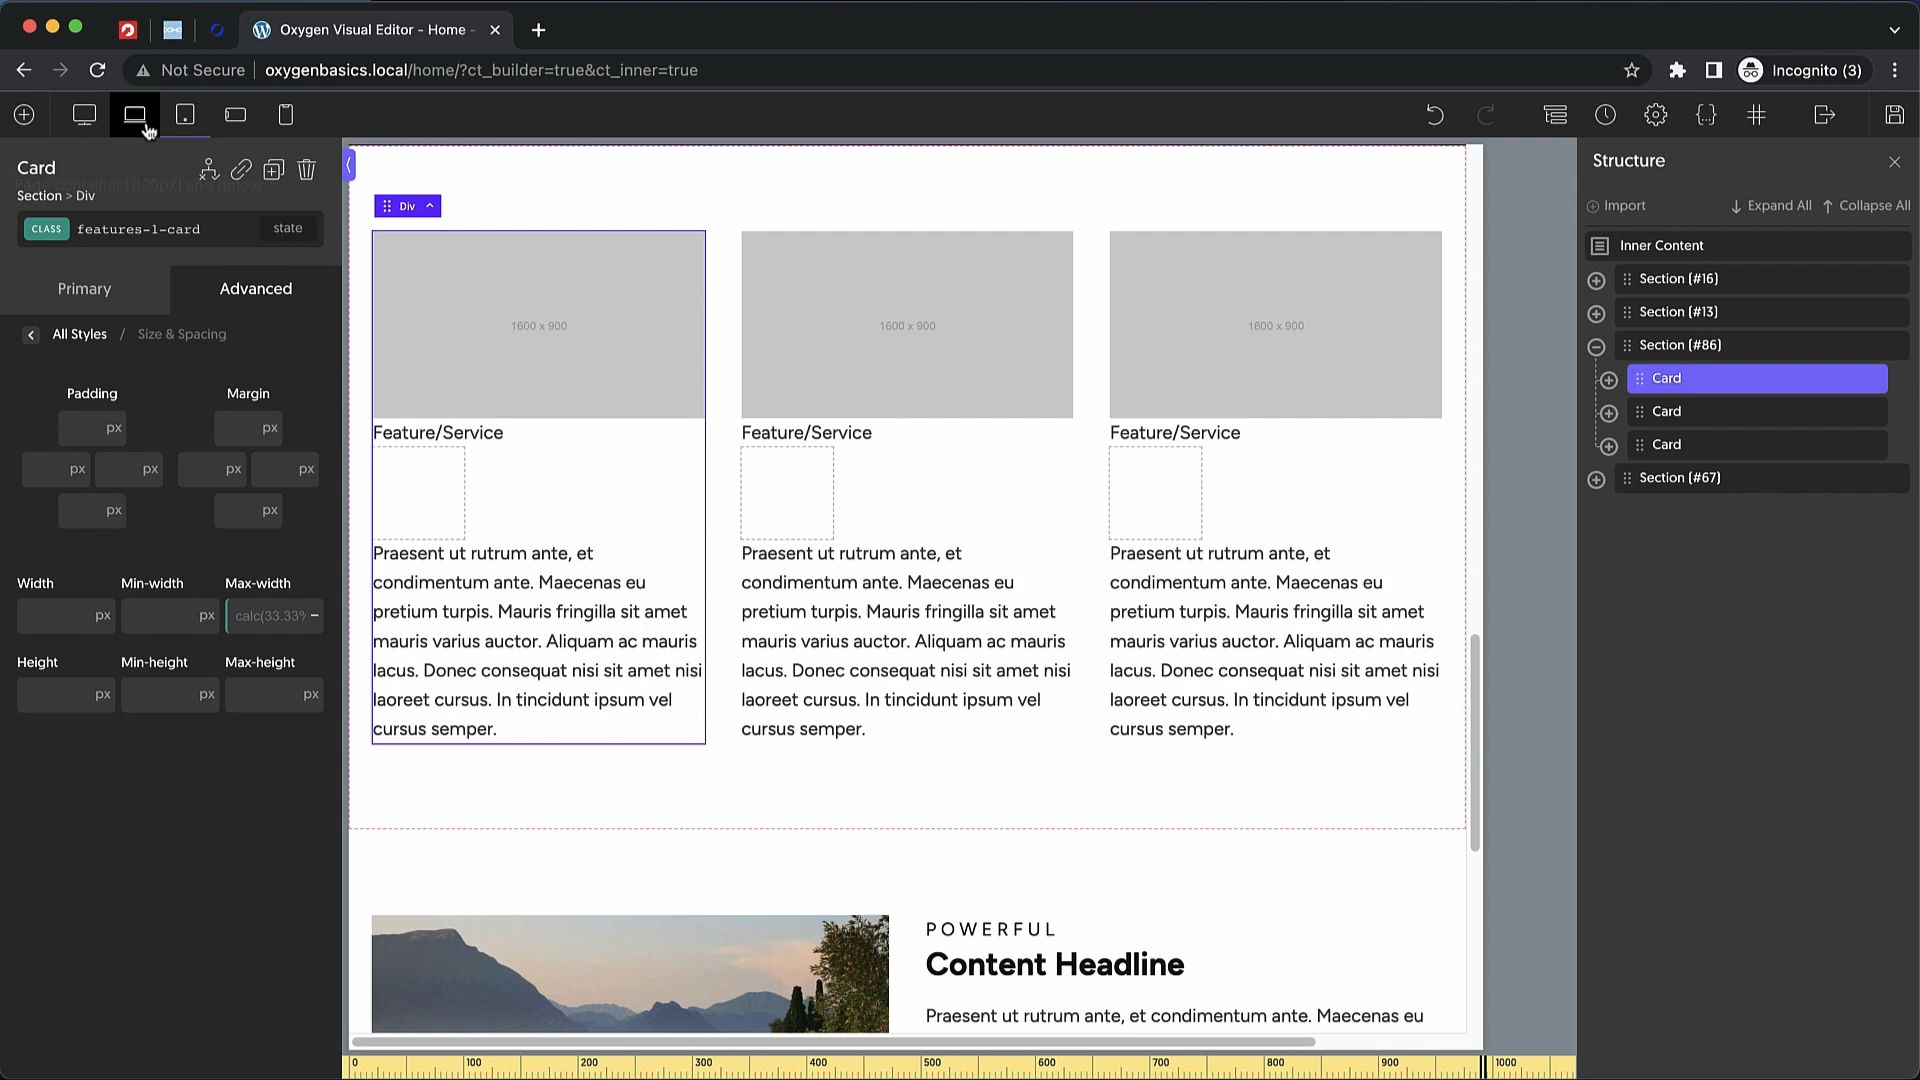 Oxygen Visual Editor - Home -
Not Secure
oxygenbasics.local/home/?ct_builder=true&ct_inner=true
Incognito (3)
Card
Section > Div
CLASS
features-1-card
state
Primary
Advanced
All Styles / Size & Spacing
Padding
Margin
px
px
px
px
px
px
px
px
Width
Min-width
Max-width
px
px
calc(33.33%
Height
Min-height
Max-height
px
px
px
Div
1600 x 900
1600 x 900
1600 x 900
Feature/Service
Feature/Service
Feature/Service
Praesent ut rutrum ante, et
condimentum ante. Maecenas eu
pretium turpis. Mauris fringilla sit amet
mauris varius auctor. Aliquam ac mauris
lacus. Donec consequat nisi sit amet nisi
laoreet cursus. In tincidunt ipsum vel
cursus semper.
Praesent ut rutrum ante, et
condimentum ante. Maecenas eu
pretium turpis. Mauris fringilla sit amet
mauris varius auctor. Aliquam ac mauris
lacus. Donec consequat nisi sit amet nisi
laoreet cursus. In tincidunt ipsum vel
cursus semper.
Praesent ut rutrum ante, et
condimentum ante. Maecenas eu
pretium turpis. Mauris fringilla sit amet
mauris varius auctor. Aliquam ac mauris
lacus. Donec consequat nisi sit amet nisi
laoreet cursus. In tincidunt ipsum vel
cursus semper.
POWERFUL
Content Headline
Praesent ut rutrum ante, et condimentum ante. Maecenas eu
0 100 200 300 400 500 600 700 800 900 1000
Structure
Import
Expand All
Collapse All
Inner Content
Section (#16)
Section (#13)
Section (#86)
Card
Card
Card
Section (#67)